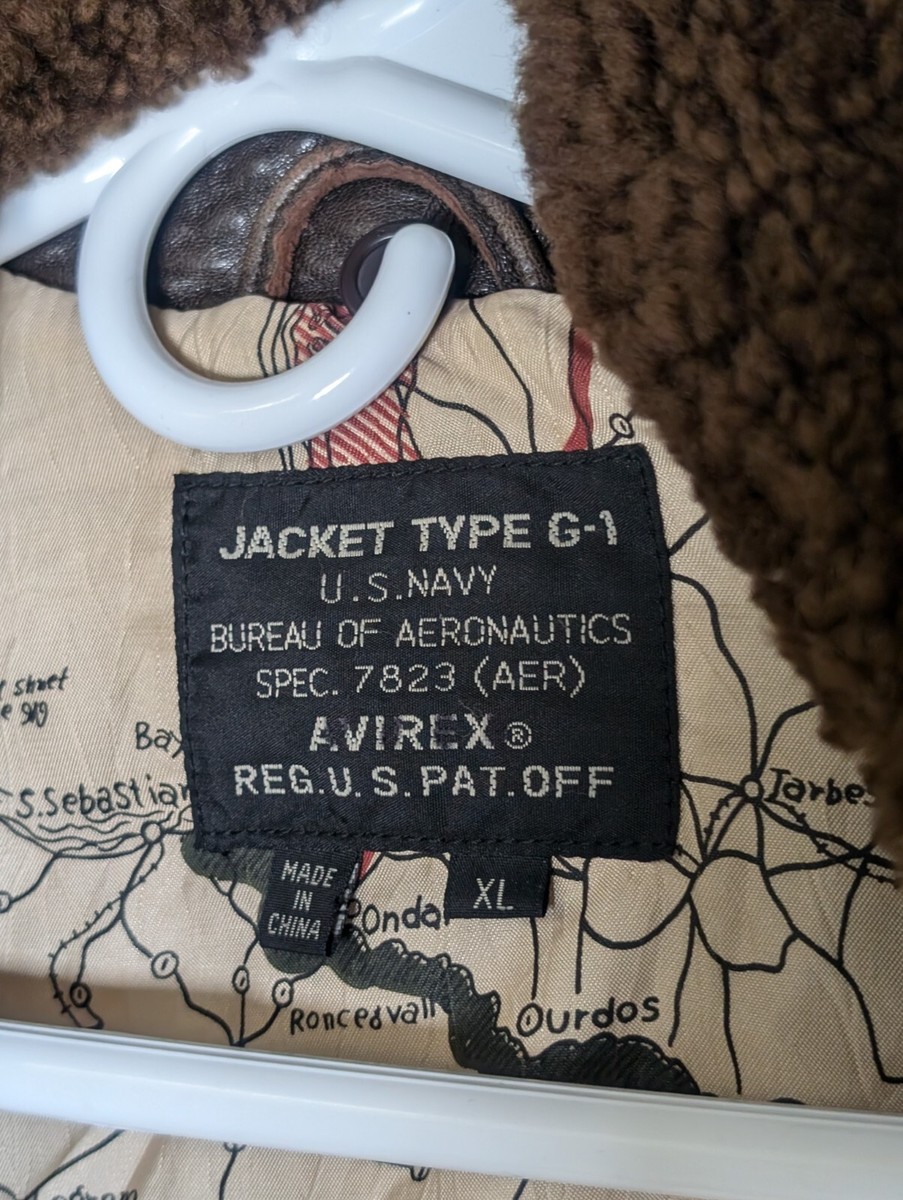 JACKET TYPE G-1
U.S.NAVY
BUREAU OF AERONAUTICS
SPEC. 7823 (AER)
AVIREX®
REG.U.S.PAT.OFF
MADE
IN
CHINA
XL
Bay
S.Sebastian
Tarbes
Ondar
Roncedvall
Ourdos